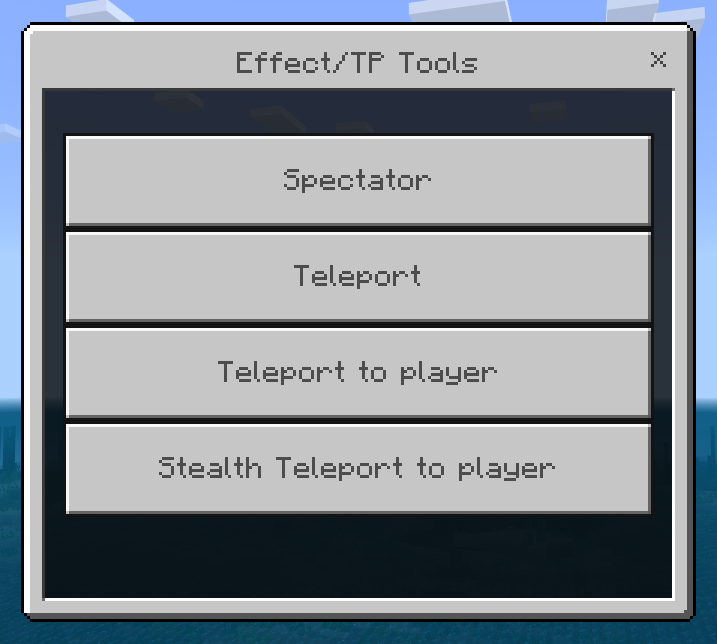 Effect/TP Tools
Spectator
Teleport
Teleport to player
Stealth Teleport to player